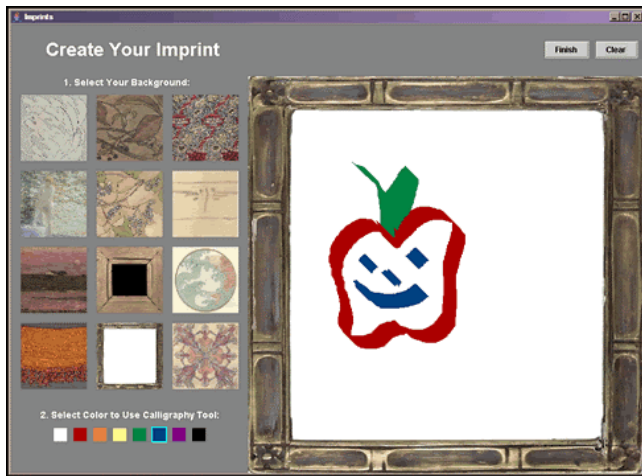 Imprints
Create Your Imprint
Finish
Clear
1. Select Your Background:
2. Select Color to Use Calligraphy Tool: